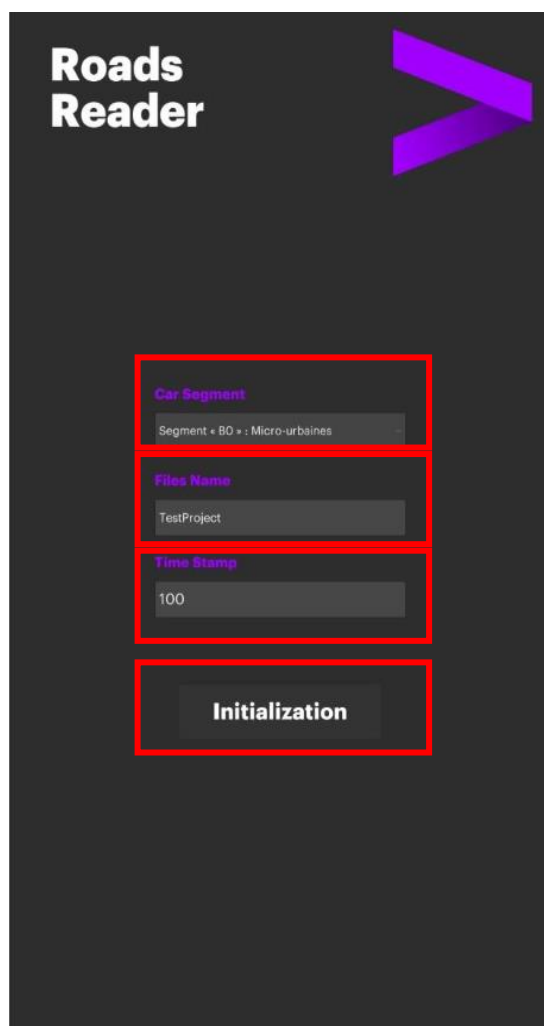 Roads
Reader
Car Segment
Segment « B0 » : Micro-urbaines
Files Name
TestProject
Time Stamp
100
Initialization